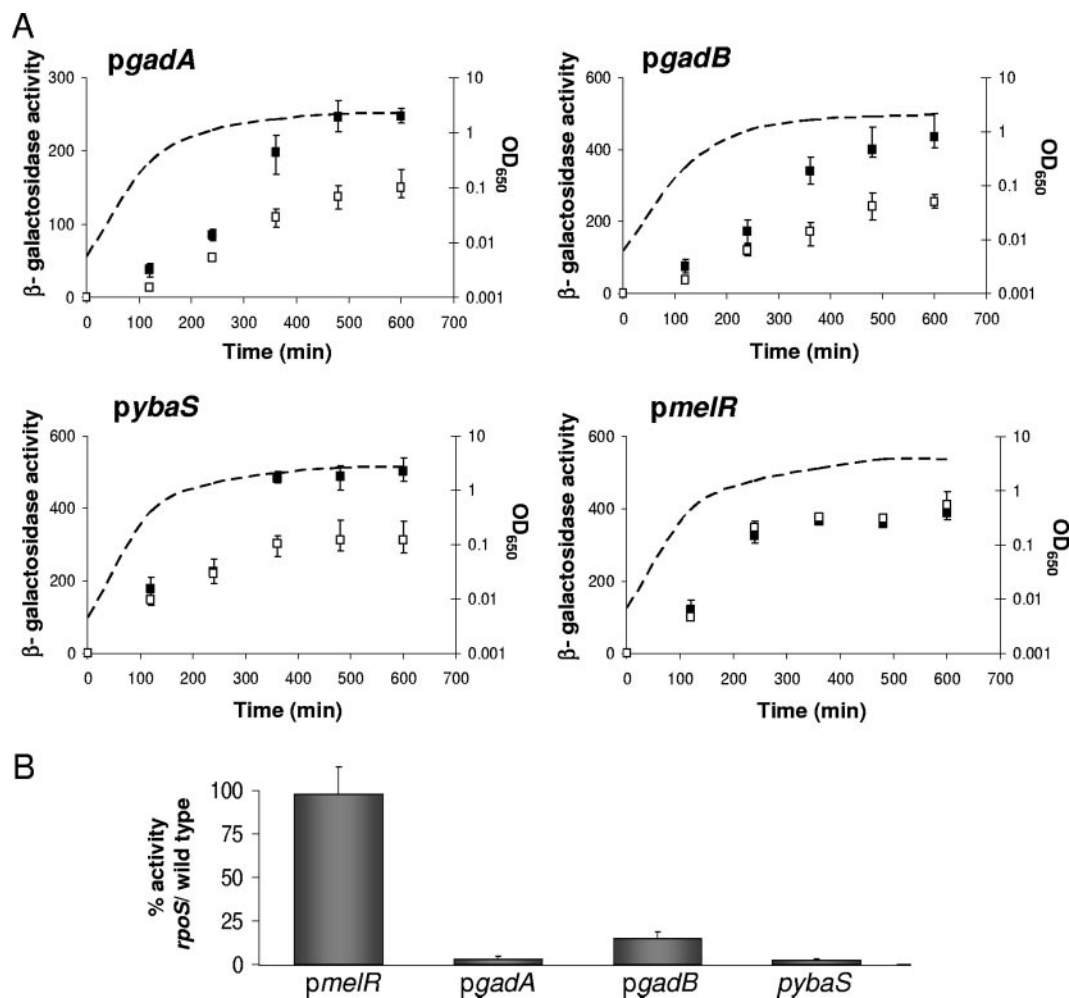 A
pgadA
300
200
100
0
β- galactosidase activity
10
1
0.1
0.01
0.001
OD650
0 100 200 300 400 500 600 700
Time (min)
pgadB
600
400
200
0
β- galactosidase activity
10
1
0.1
0.01
0.001
OD650
0 100 200 300 400 500 600 700
Time (min)
pybaS
600
400
200
0
β- galactosidase activity
10
1
0.1
0.01
0.001
OD650
0 100 200 300 400 500 600 700
Time (min)
pmelR
600
400
200
0
β- galactosidase activity
10
1
0.1
0.01
0.001
OD650
0 100 200 300 400 500 600 700
Time (min)
B
% activity
rpoS/ wild type
100
75
50
25
0
pmelR pgadA pgadB pybaS